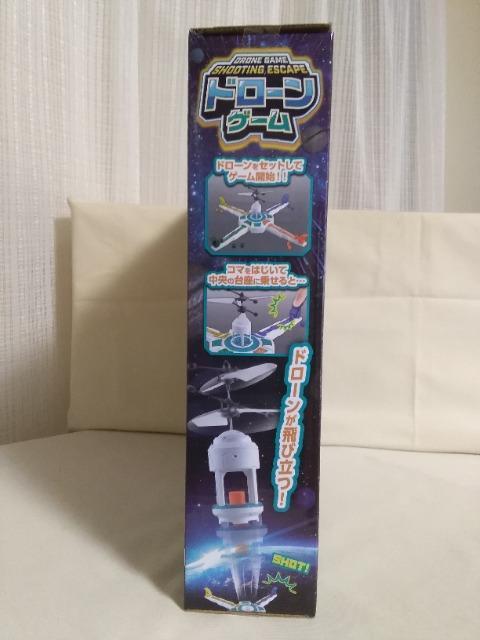 DRONE GAME
SHOOTING ESCAPE
ドローン
ゲーム
ドローンをセットして
ゲーム開始!!
コマをはじいて
中央の台座に乗せると…
ドローンが飛び立つ!
SHOT!